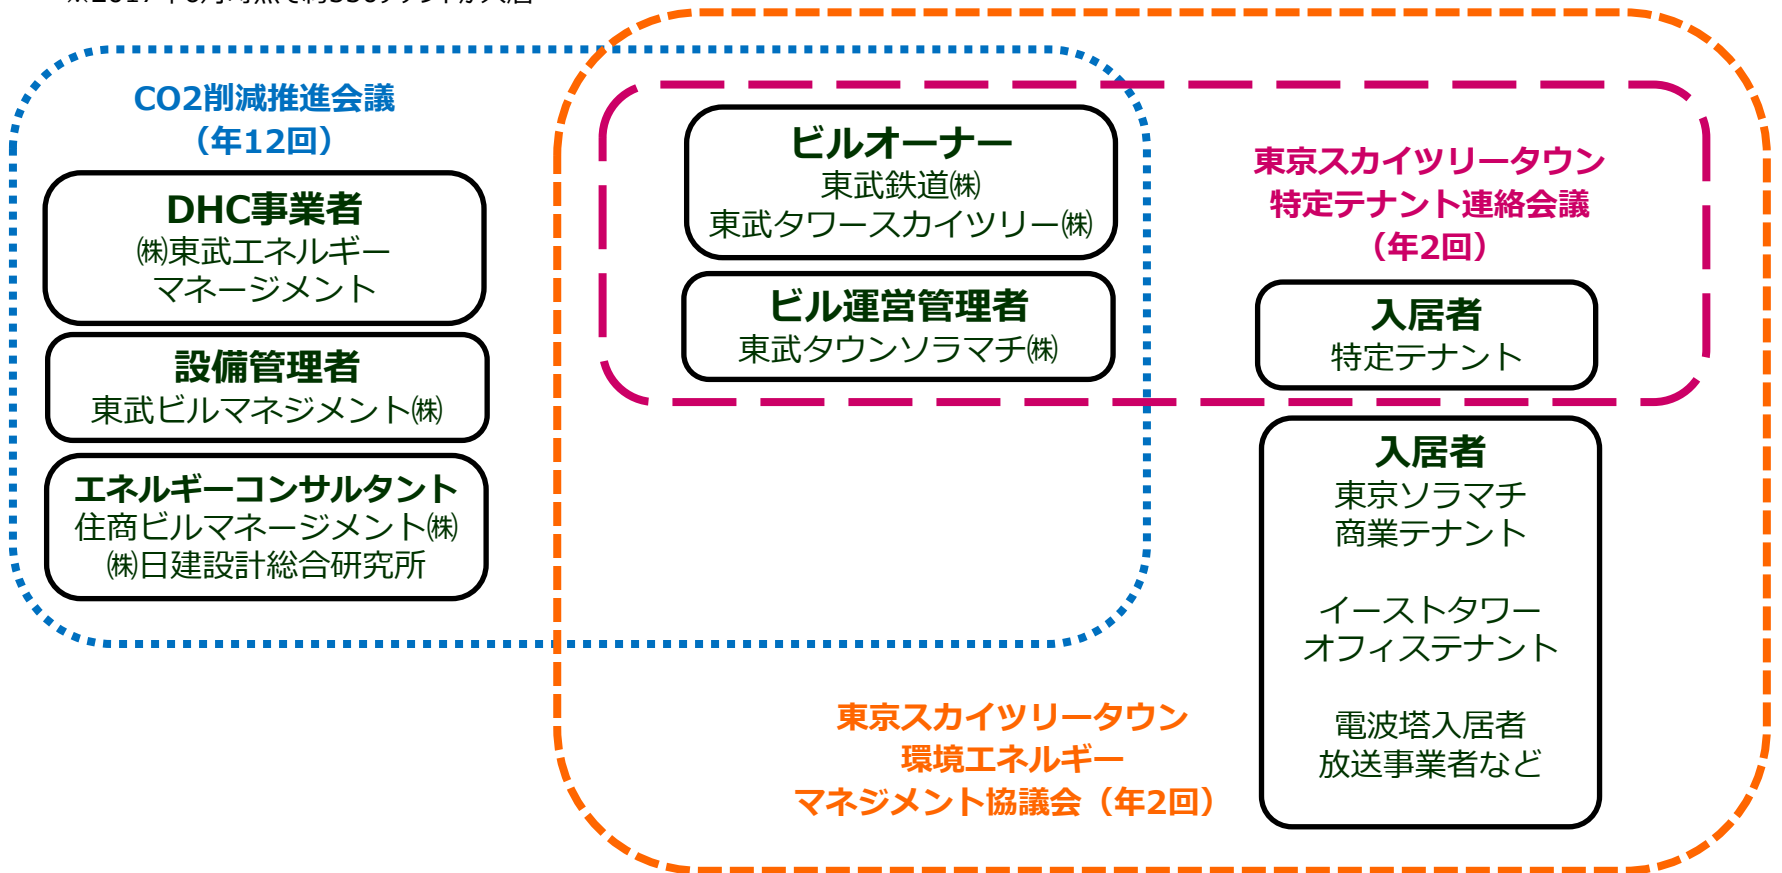 CO2削減推進会議
（年12回）
DHC事業者
㈱東武エネルギー
マネージメント
設備管理者
東武ビルマネジメント㈱
エネルギーコンサルタント
住商ビルマネージメント㈱
㈱日建設計総合研究所
ビルオーナー
東武鉄道㈱
東武タワースカイツリー㈱
ビル運営管理者
東武タウンソラマチ㈱
東京スカイツリータウン
特定テナント連絡会議
（年2回）
入居者
特定テナント
入居者
東京ソラマチ
商業テナント
イーストタワー
オフィステナント
電波塔入居者
放送事業者など
東京スカイツリータウン
環境エネルギー
マネジメント協議会（年2回）